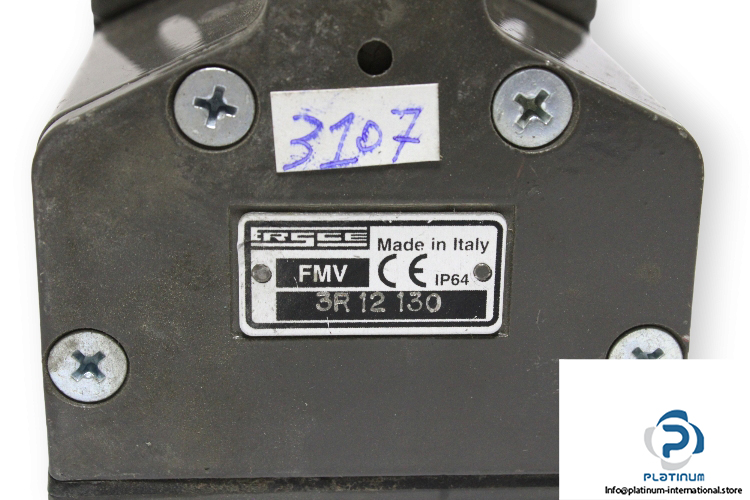 3107
ERSCE
Made in Italy
FMV CE IP64
3R 12 130
PLATINUM
Info@platinum-international.store